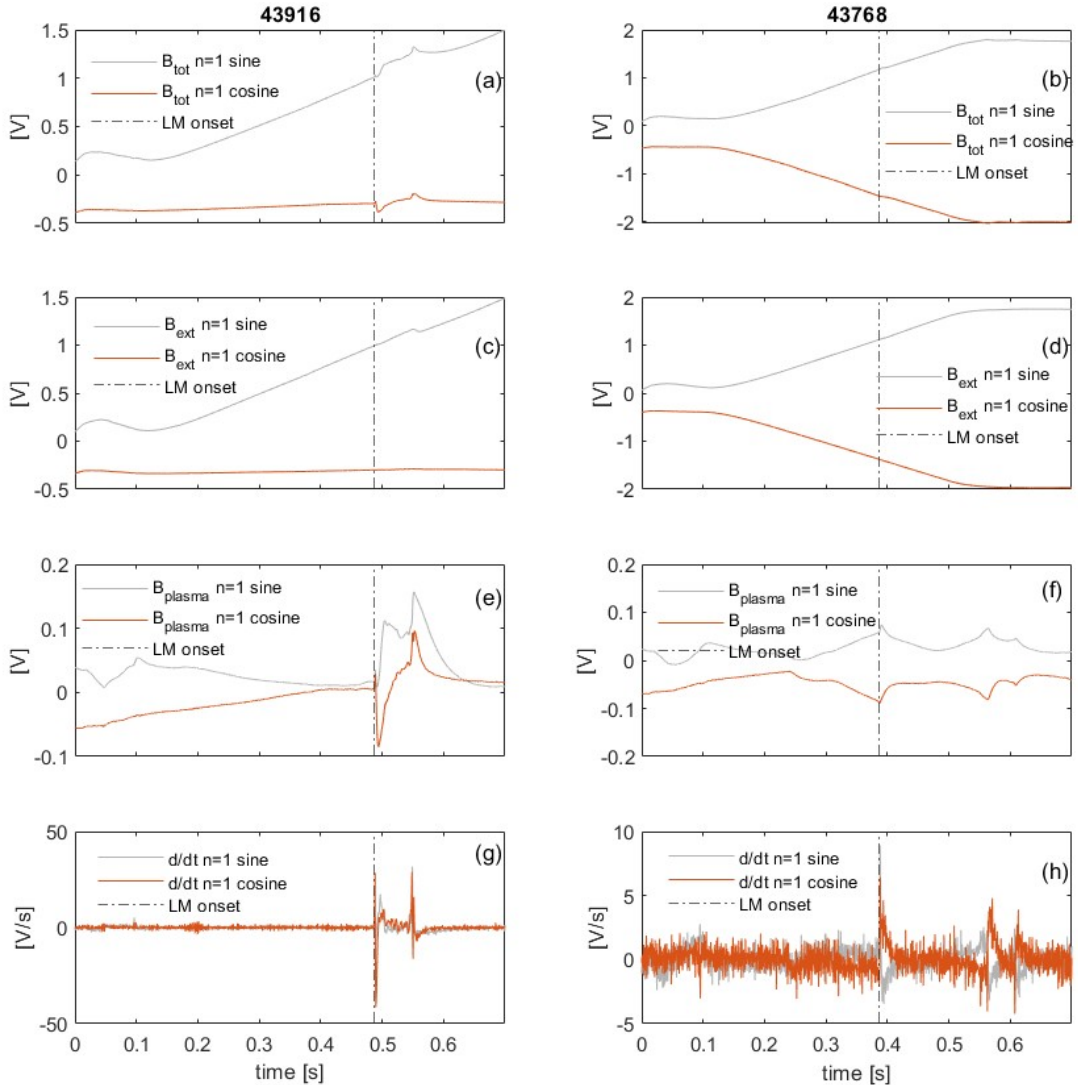 43916
43768
1.5
1
0.5
0
-0.5
[V]
B_tot n=1 sine
B_tot n=1 cosine
LM onset
(a)
2
1
0
-1
-2
[V]
B_tot n=1 sine
B_tot n=1 cosine
LM onset
(b)
1.5
1
0.5
0
-0.5
[V]
B_ext n=1 sine
B_ext n=1 cosine
LM onset
(c)
2
1
0
-1
-2
[V]
B_ext n=1 sine
B_ext n=1 cosine
LM onset
(d)
0.2
0.1
0
-0.1
[V]
B_plasma n=1 sine
B_plasma n=1 cosine
LM onset
(e)
0.2
0.1
0
-0.1
-0.2
[V]
B_plasma n=1 sine
B_plasma n=1 cosine
LM onset
(f)
50
0
-50
[V/s]
d/dt n=1 sine
d/dt n=1 cosine
LM onset
(g)
0 0.1 0.2 0.3 0.4 0.5 0.6
time [s]
10
5
0
-5
[V/s]
d/dt n=1 sine
d/dt n=1 cosine
LM onset
(h)
0 0.2 0.4 0.6
time [s]